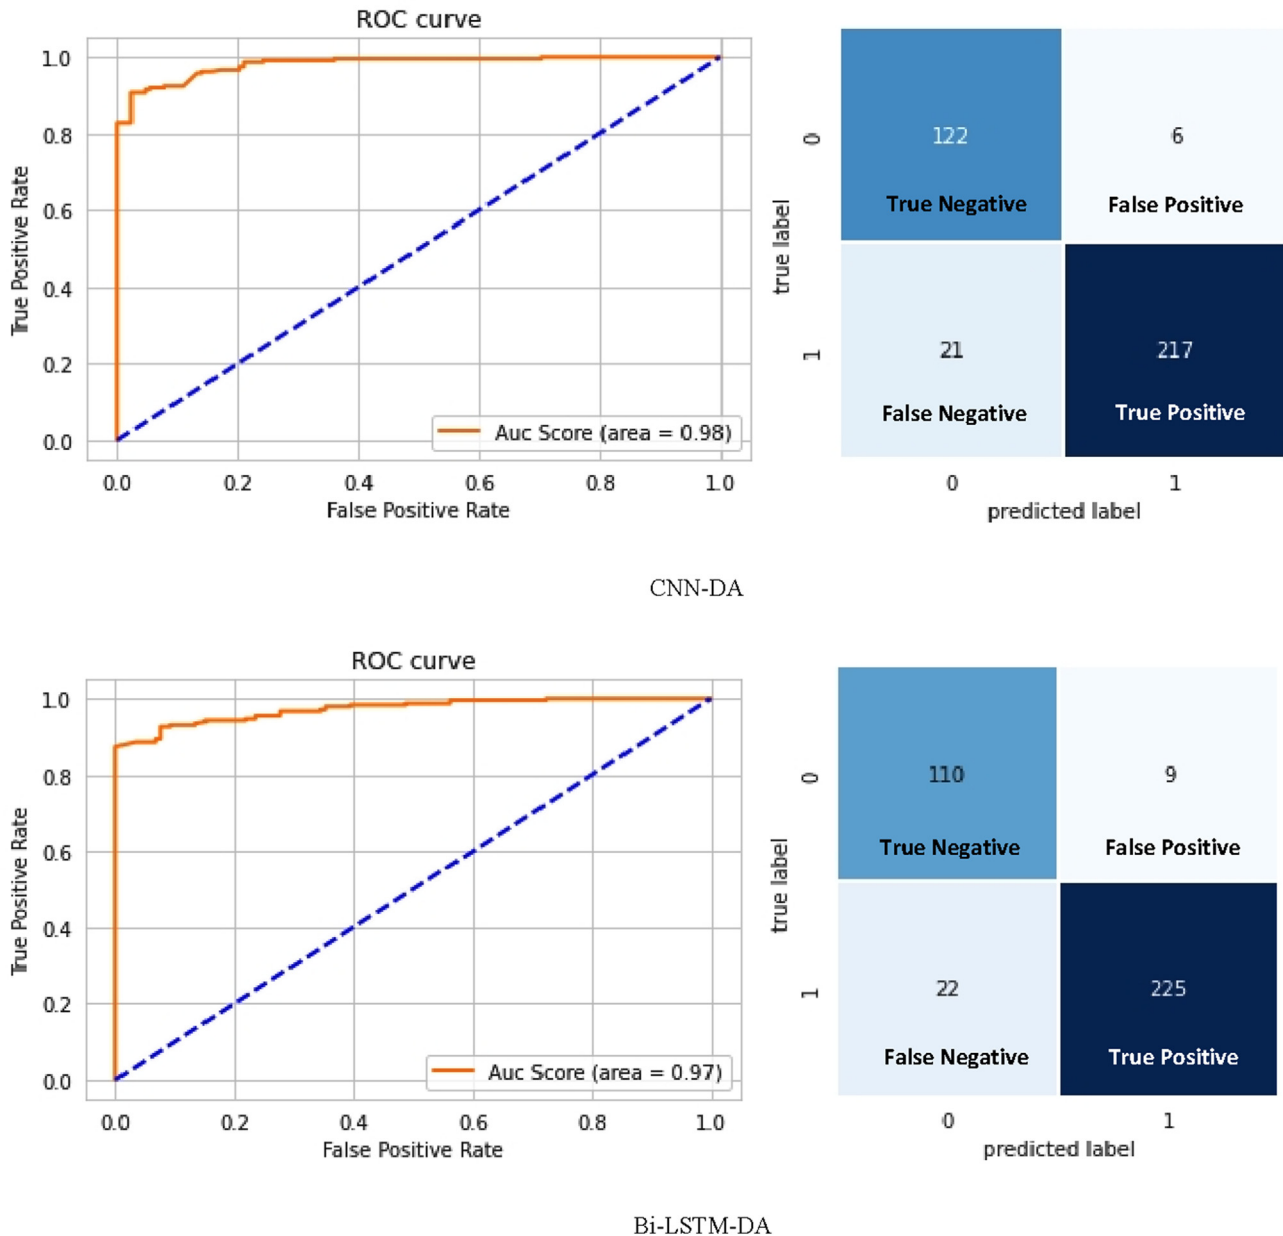 ROC curve
1.0
0.8
0.6
0.4
0.2
0.0
True Positive Rate
Auc Score (area = 0.98)
0.0 0.2 0.4 0.6 0.8 1.0
False Positive Rate
true label
0
122 6
True Negative False Positive
1
21 217
False Negative True Positive
0 1
predicted label
CNN-DA
ROC curve
1.0
0.8
0.6
0.4
0.2
0.0
True Positive Rate
Auc Score (area = 0.97)
0.0 0.2 0.4 0.6 0.8 1.0
False Positive Rate
true label
0
110 9
True Negative False Positive
1
22 225
False Negative True Positive
0 1
predicted label
Bi-LSTM-DA